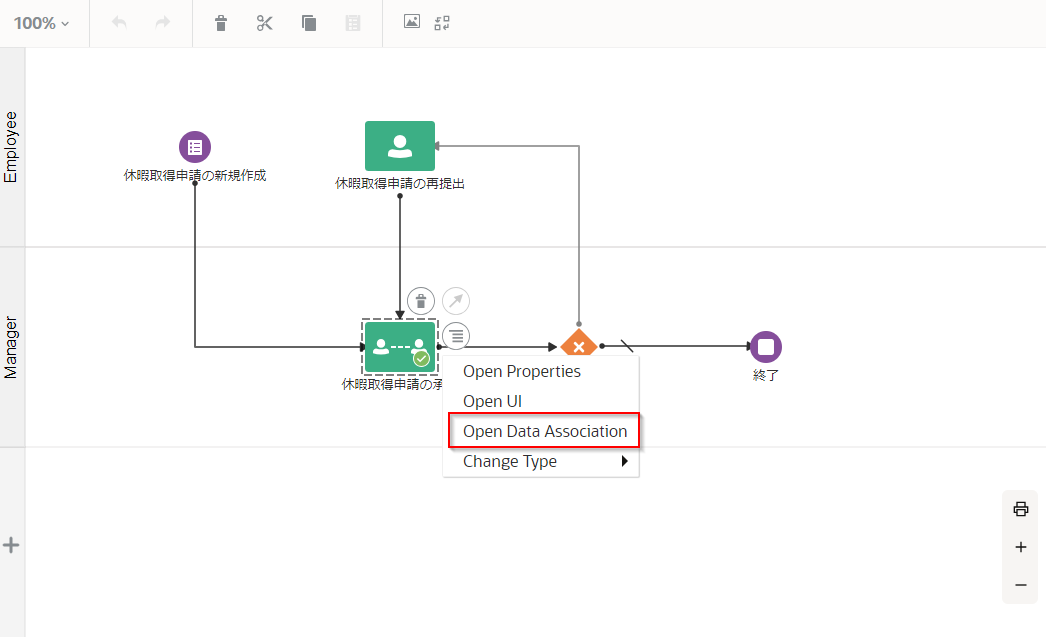 100%
Employee
休暇取得申請の新規作成
休暇取得申請の再提出
Manager
休暇取得申請の承
終了
Open Properties
Open UI
Open Data Association
Change Type